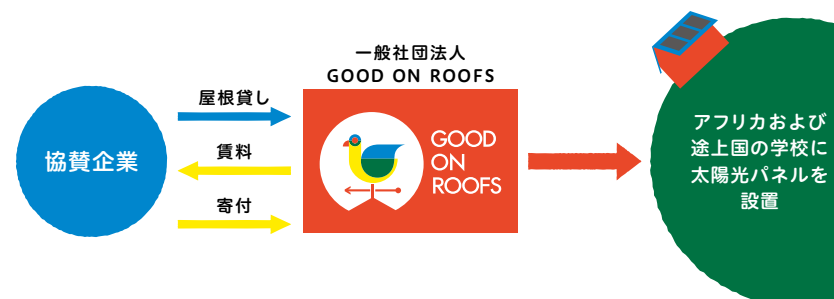 一般社団法人
GOOD ON ROOFS
協賛企業
屋根貸し
賃料
寄付
GOOD
ON
ROOFS
アフリカおよび
途上国の学校に
太陽光パネルを
設置